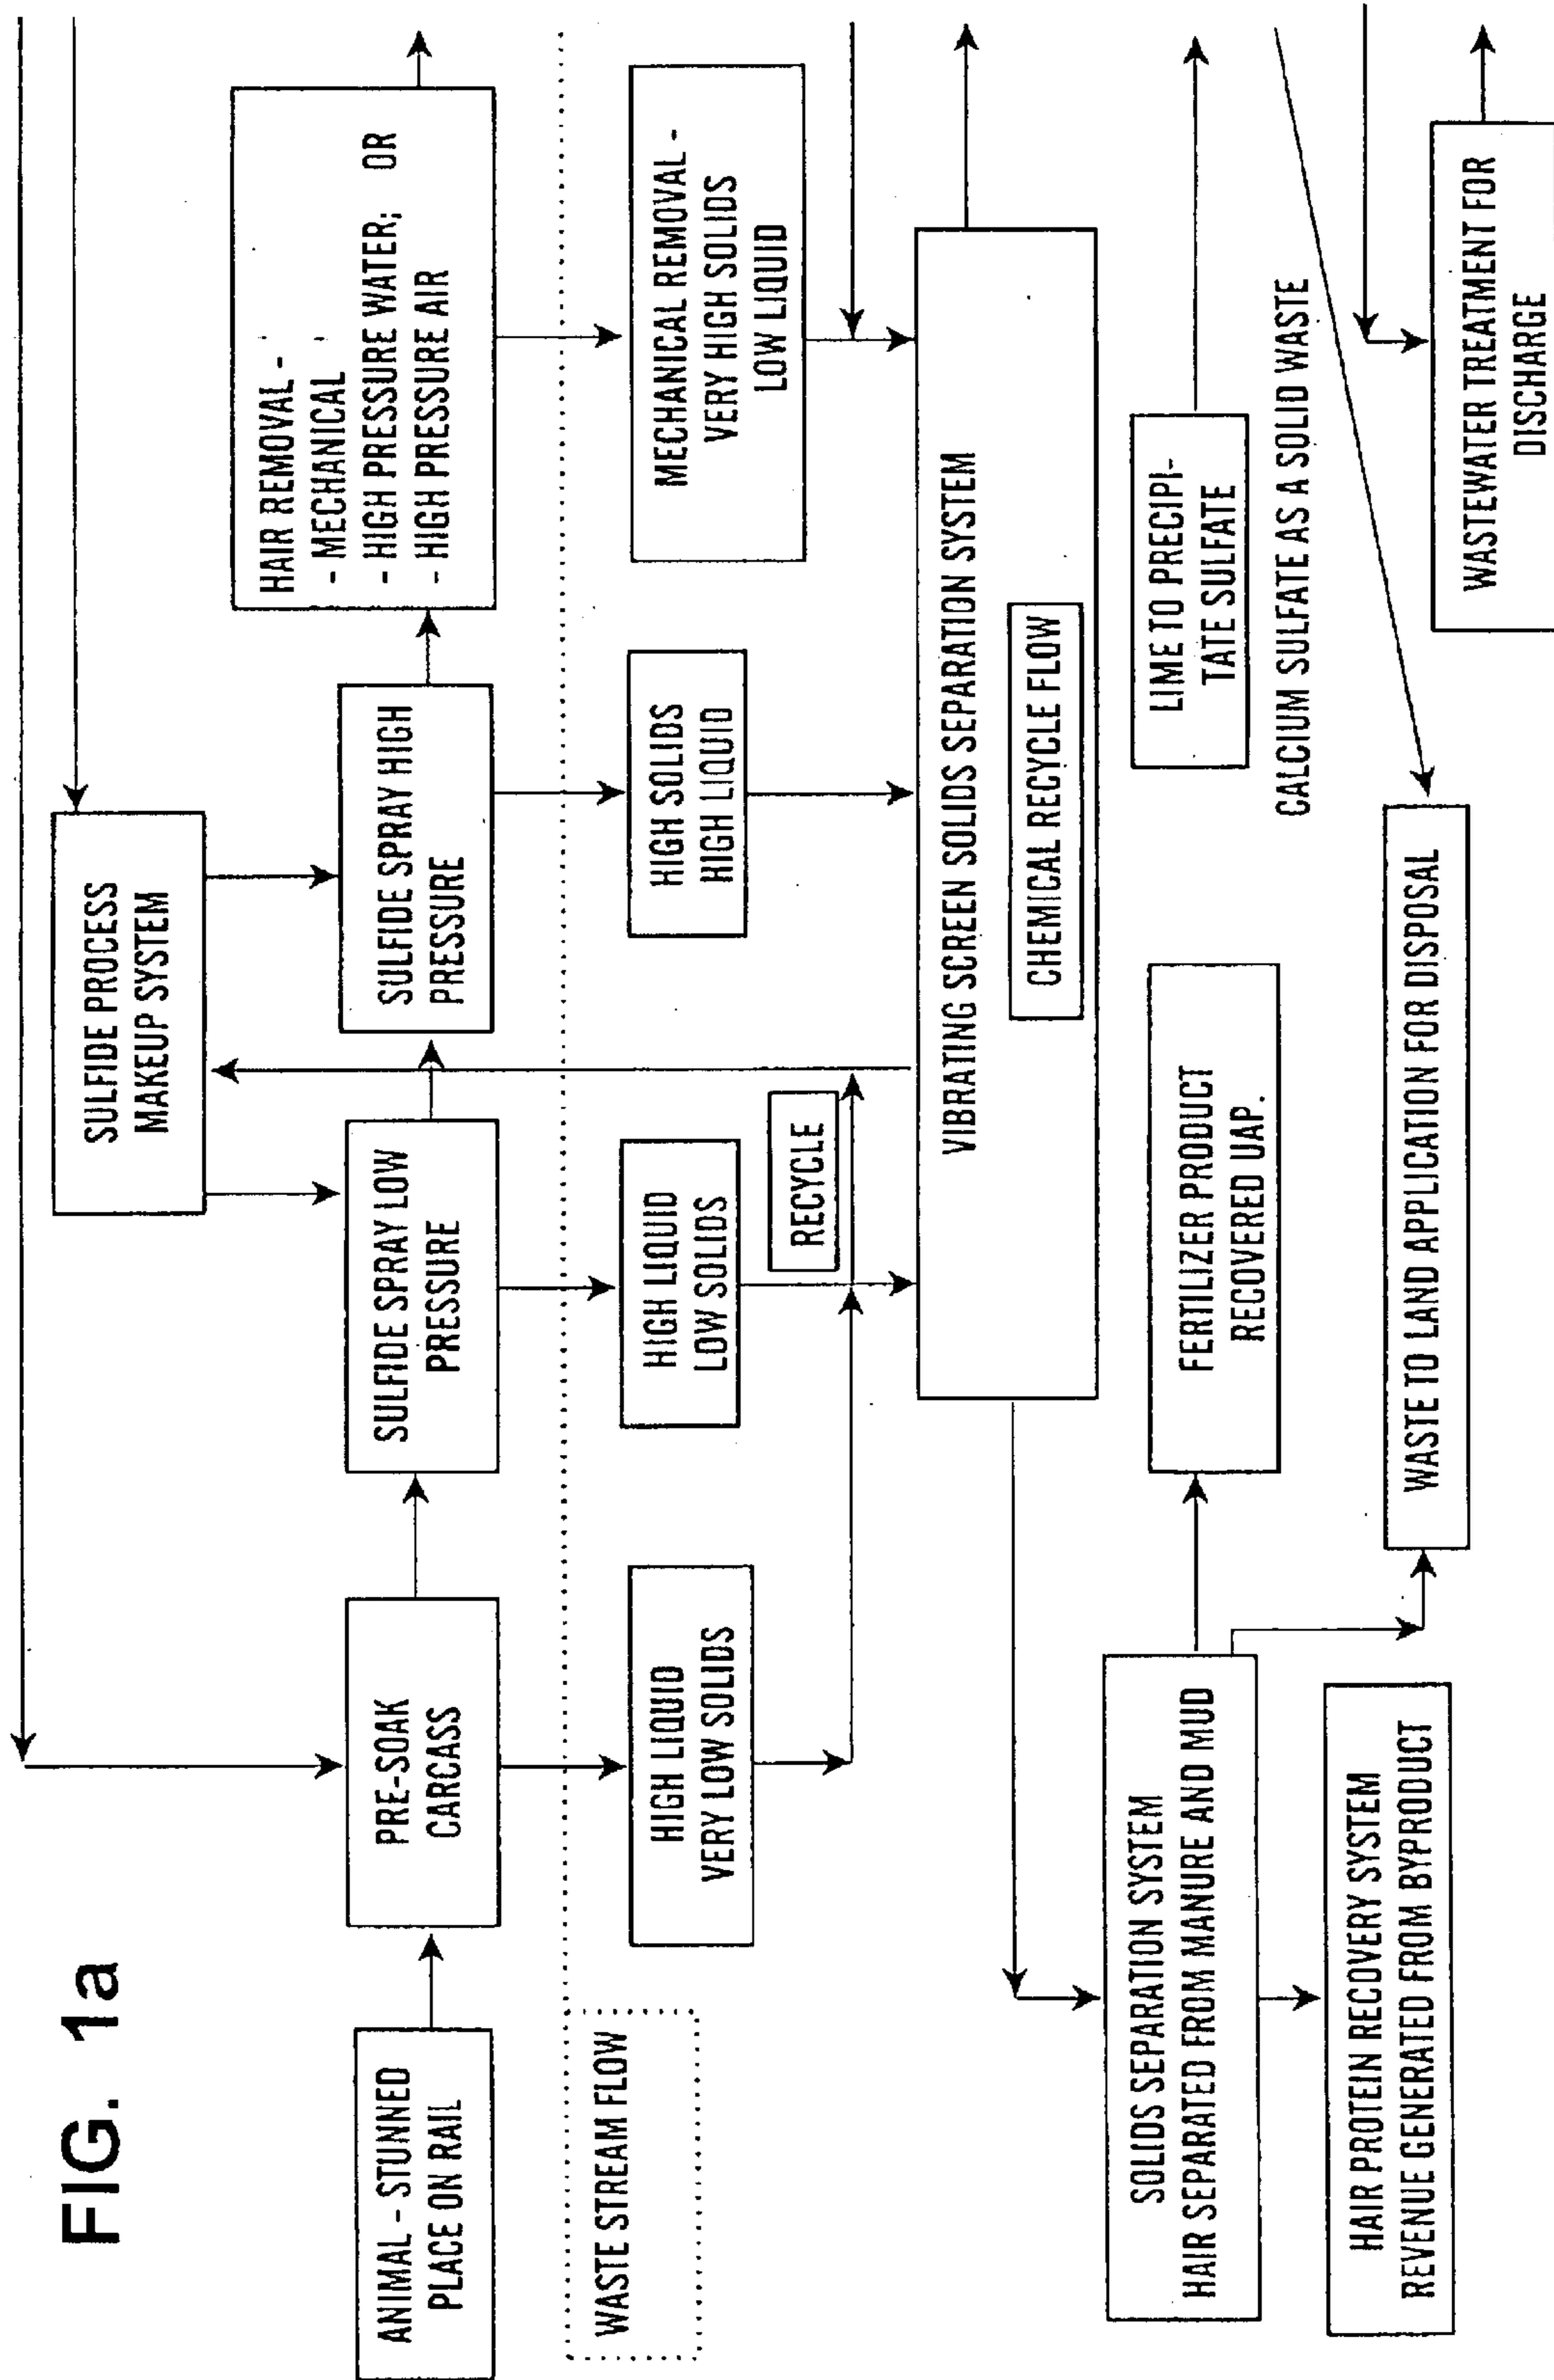 FIG. 1a
SULFIDE PROCESS
MAKEUP SYSTEM
ANIMAL - STUNNED
PLACE ON RAIL
PRE-SOAK
CARCASS
SULFIDE SPRAY LOW
PRESSURE
SULFIDE SPRAY HIGH
PRESSURE
HAIR REMOVAL -
- MECHANICAL
- HIGH PRESSURE WATER; OR
- HIGH PRESSURE AIR
WASTE STREAM FLOW
HIGH LIQUID
VERY LOW SOLIDS
HIGH LIQUID
LOW SOLIDS
HIGH SOLIDS
HIGH LIQUID
MECHANICAL REMOVAL -
VERY HIGH SOLIDS
LOW LIQUID
RECYCLE
VIBRATING SCREEN SOLIDS SEPARATION SYSTEM
CHEMICAL RECYCLE FLOW
SOLIDS SEPARATION SYSTEM
HAIR SEPARATED FROM MANURE AND MUD
FERTILIZER PRODUCT
RECOVERED UAP.
LIME TO PRECIPI-
TATE SULFATE
CALCIUM SULFATE AS A SOLID WASTE
HAIR PROTEIN RECOVERY SYSTEM
REVENUE GENERATED FROM BYPRODUCT
WASTE TO LAND APPLICATION FOR DISPOSAL
WASTEWATER TREATMENT FOR
DISCHARGE